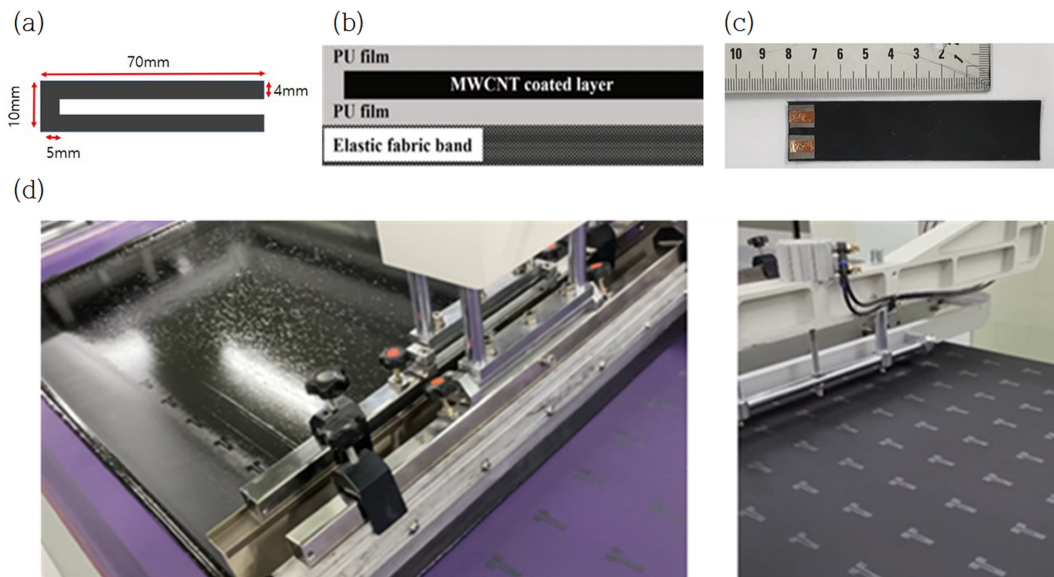 (a)
70mm
4mm
10mm
5mm
(b)
PU film
MWCNT coated layer
PU film
Elastic fabric band
(c)
10 9 8 7 6 5 4 3 2 1
(d)